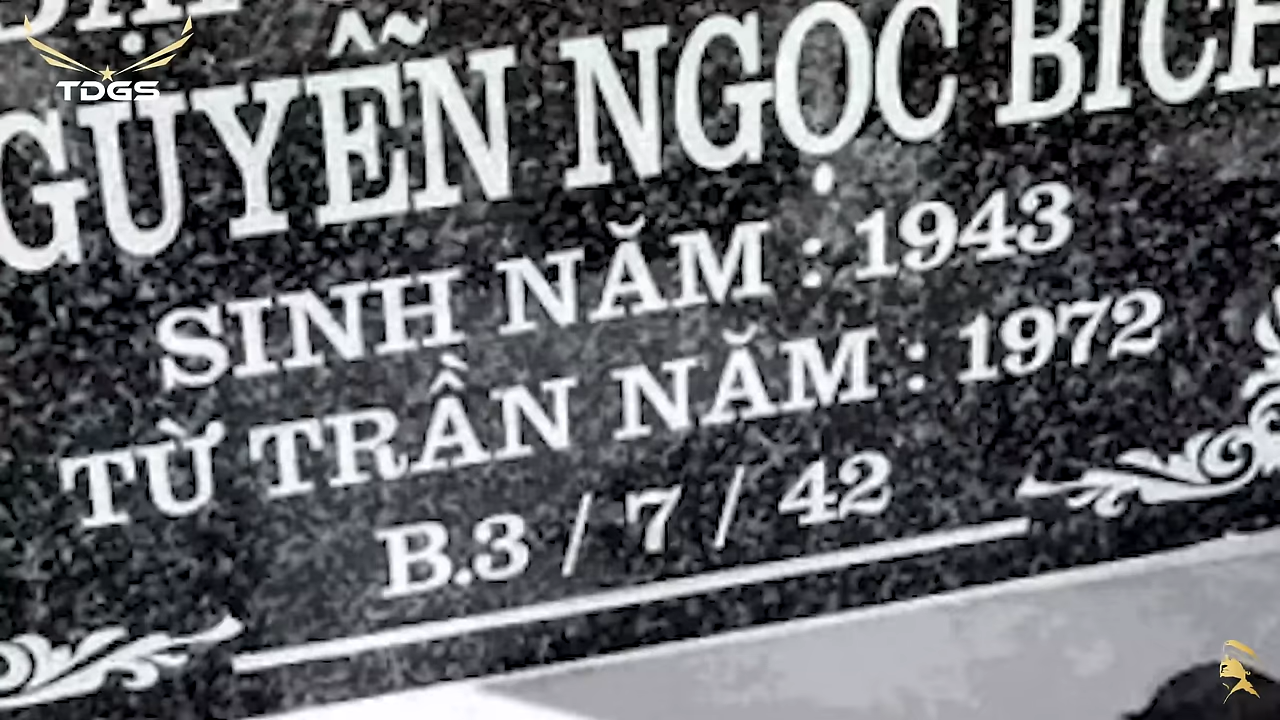 TDGS
GUYỄN NGỌC BÍCH
SINH NĂM : 1943
TỪ TRẦN NĂM : 1972
B.3 / 7 / 42